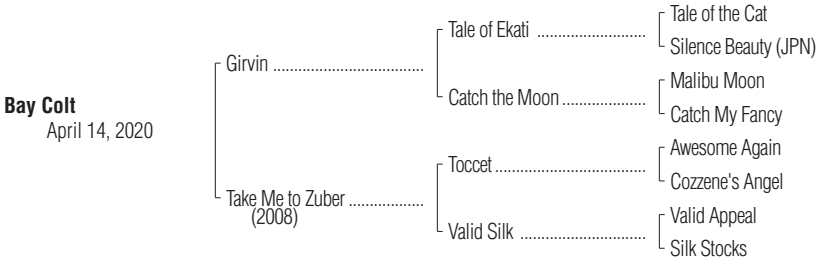 Tale of the Cat
Tale of Ekati ..........................
Silence Beauty (JPN)
Girvin ....................................
Malibu Moon
Catch the Moon ....................
Catch My Fancy
Bay Colt
April 14, 2020
Awesome Again
Toccet ....................................
Cozzene's Angel
Take Me to Zuber ..................
(2008)
Valid Appeal
Valid Silk ..............................
Silk Stocks